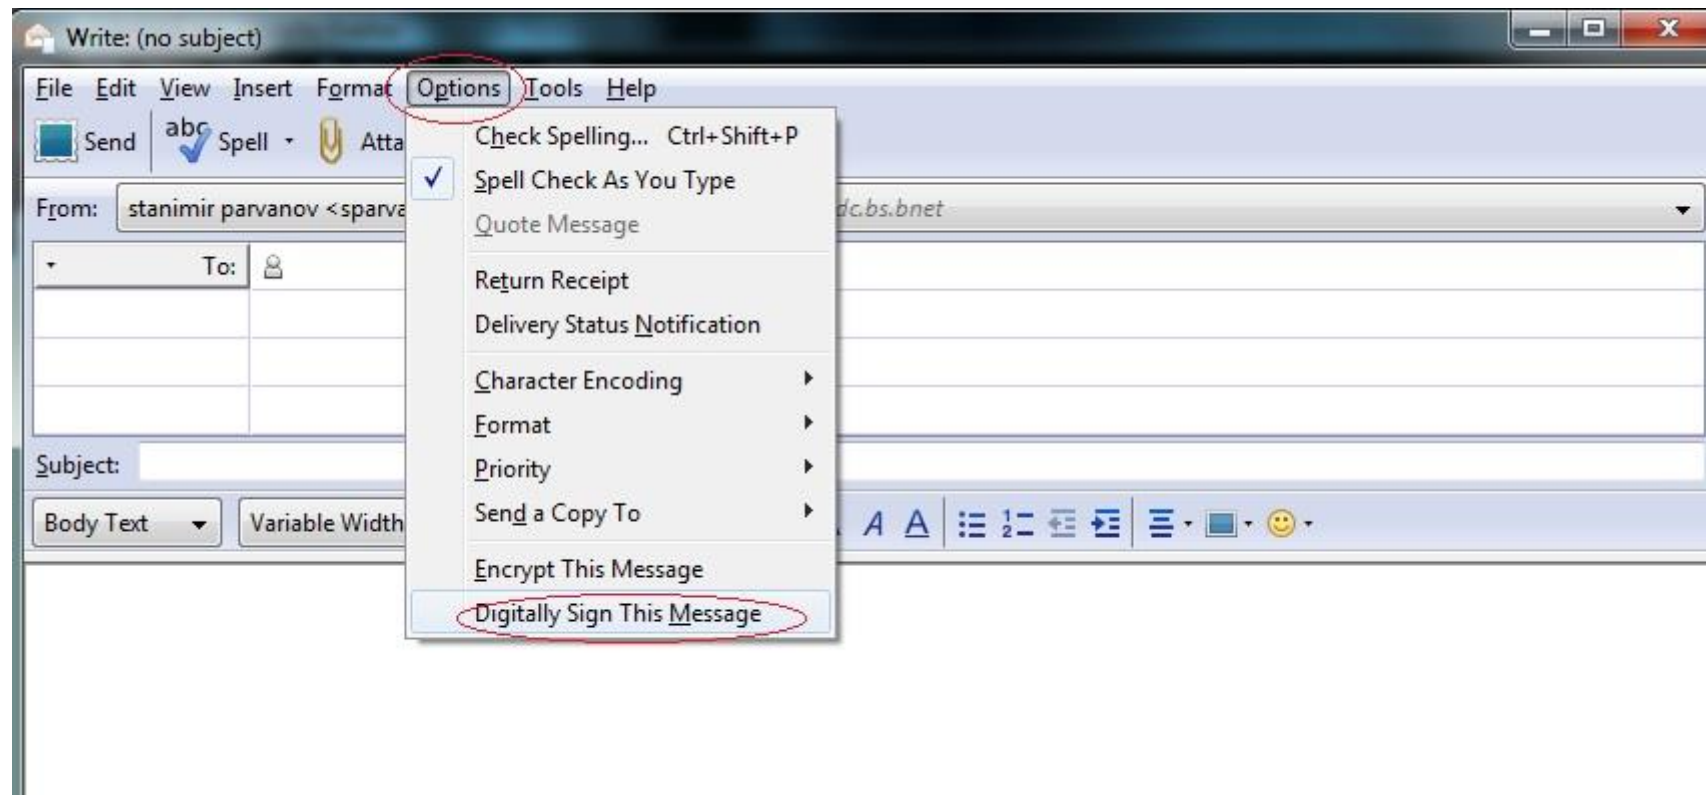 Write: (no subject)
File Edit View Insert Format Options Tools Help
Send abc Spell
Check Spelling... Ctrl+Shift+P
Spell Check As You Type
Quote Message
Return Receipt
Delivery Status Notification
Character Encoding
Format
Priority
Send a Copy To
Encrypt This Message
Digitally Sign This Message
From: stanimir parvanov <sparva dc.bs.bnet
To:
Subject:
Body Text Variable Width